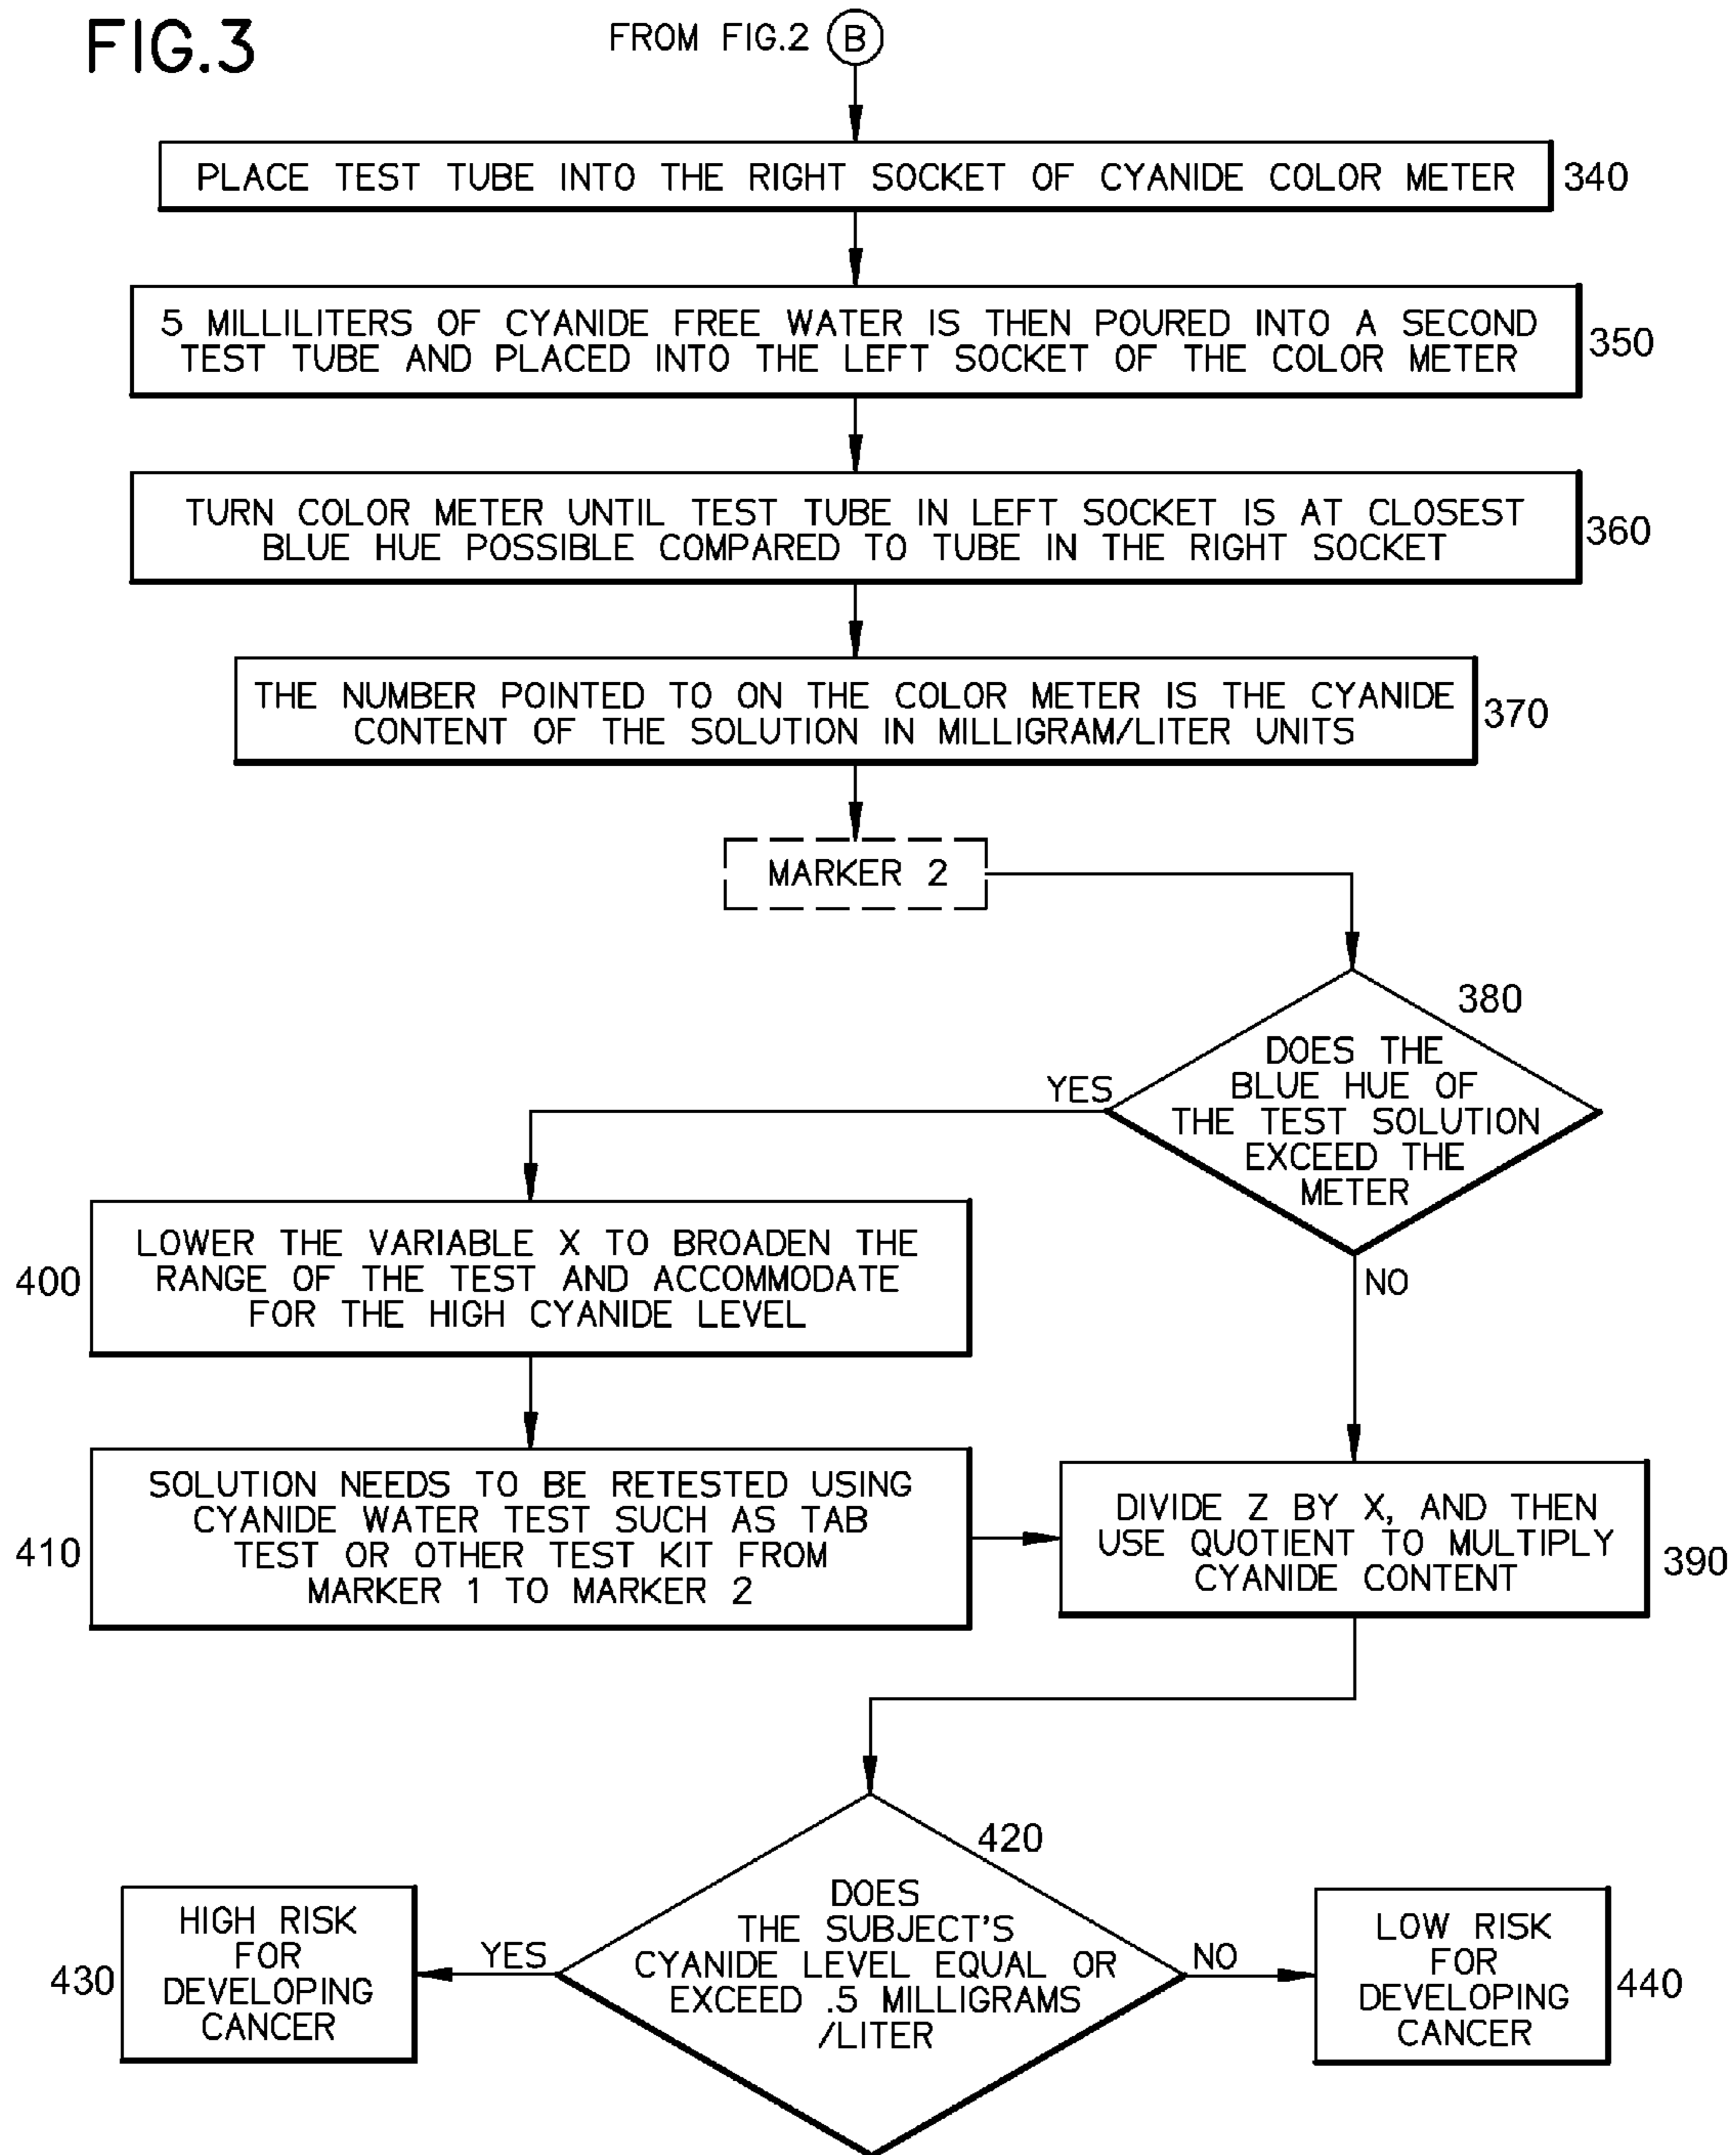 FIG.3
FROM FIG.2 B
PLACE TEST TUBE INTO THE RIGHT SOCKET OF CYANIDE COLOR METER
340
5 MILLILITERS OF CYANIDE FREE WATER IS THEN POURED INTO A SECOND
TEST TUBE AND PLACED INTO THE LEFT SOCKET OF THE COLOR METER
350
TURN COLOR METER UNTIL TEST TUBE IN LEFT SOCKET IS AT CLOSEST
BLUE HUE POSSIBLE COMPARED TO TUBE IN THE RIGHT SOCKET
360
THE NUMBER POINTED TO ON THE COLOR METER IS THE CYANIDE
CONTENT OF THE SOLUTION IN MILLIGRAM/LITER UNITS
370
MARKER 2
380
DOES THE
BLUE HUE OF
THE TEST SOLUTION
EXCEED THE
METER
YES
NO
LOWER THE VARIABLE X TO BROADEN THE
RANGE OF THE TEST AND ACCOMMODATE
FOR THE HIGH CYANIDE LEVEL
400
SOLUTION NEEDS TO BE RETESTED USING
CYANIDE WATER TEST SUCH AS TAB
TEST OR OTHER TEST KIT FROM
MARKER 1 TO MARKER 2
410
DIVIDE Z BY X, AND THEN
USE QUOTIENT TO MULTIPLY
CYANIDE CONTENT
390
420
DOES
THE SUBJECT'S
CYANIDE LEVEL EQUAL OR
EXCEED .5 MILLIGRAMS
/LITER
YES
NO
HIGH RISK
FOR
DEVELOPING
CANCER
430
LOW RISK
FOR
DEVELOPING
CANCER
440